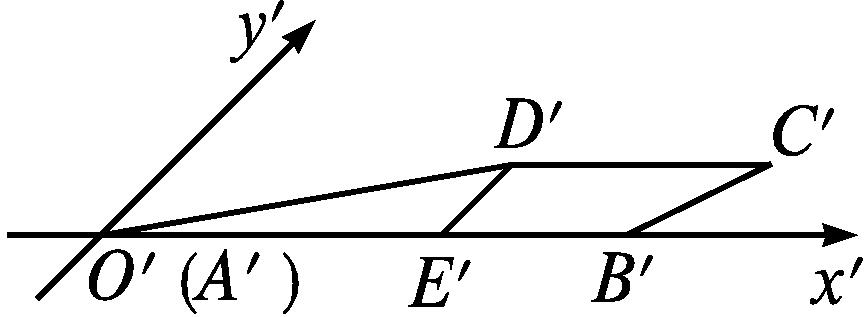 y′
D′
C′
O′ (A′ )
E′
B′
x′